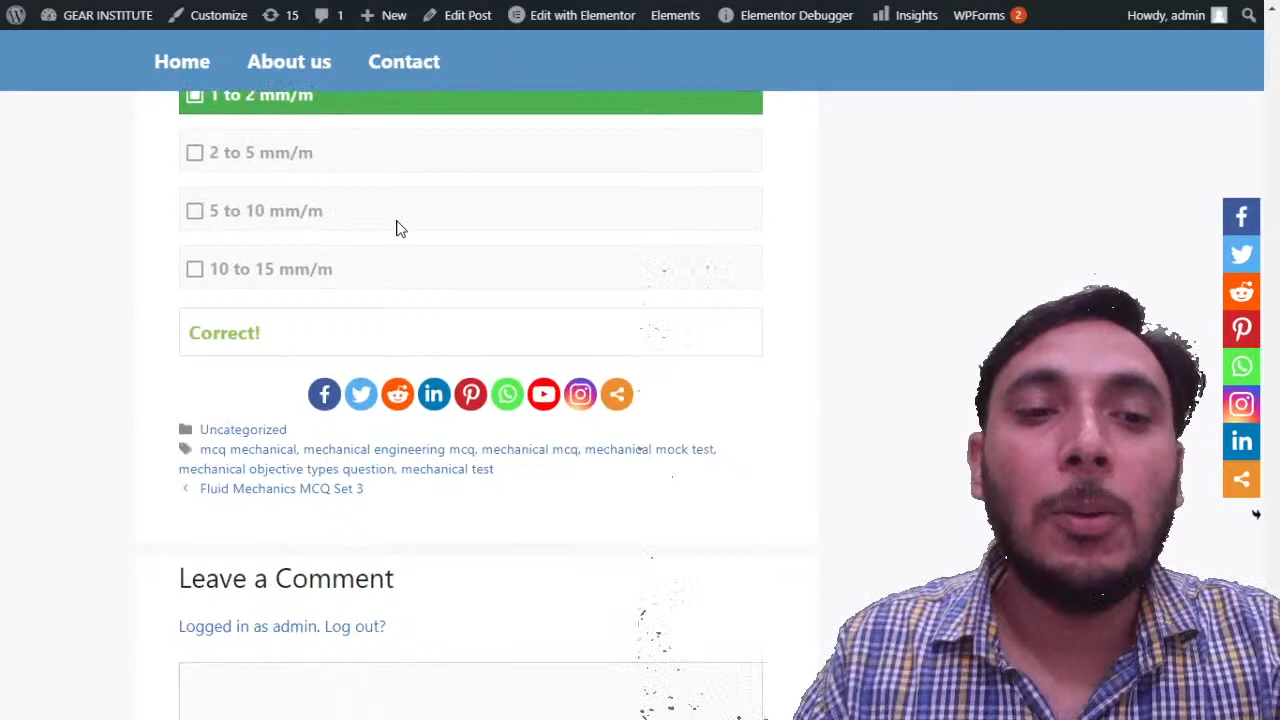 GEAR INSTITUTE Customize 15 1 New Edit Post Edit with Elementor Elements Elementor Debugger Insights WPForms 2 Howdy, admin
Home About us Contact
1 to 2 mm/m
2 to 5 mm/m
5 to 10 mm/m
10 to 15 mm/m
Correct!
Uncategorized
mcq mechanical, mechanical engineering mcq, mechanical mcq, mechanical mock test,
mechanical objective types question, mechanical test
Fluid Mechanics MCQ Set 3
Leave a Comment
Logged in as admin. Log out?